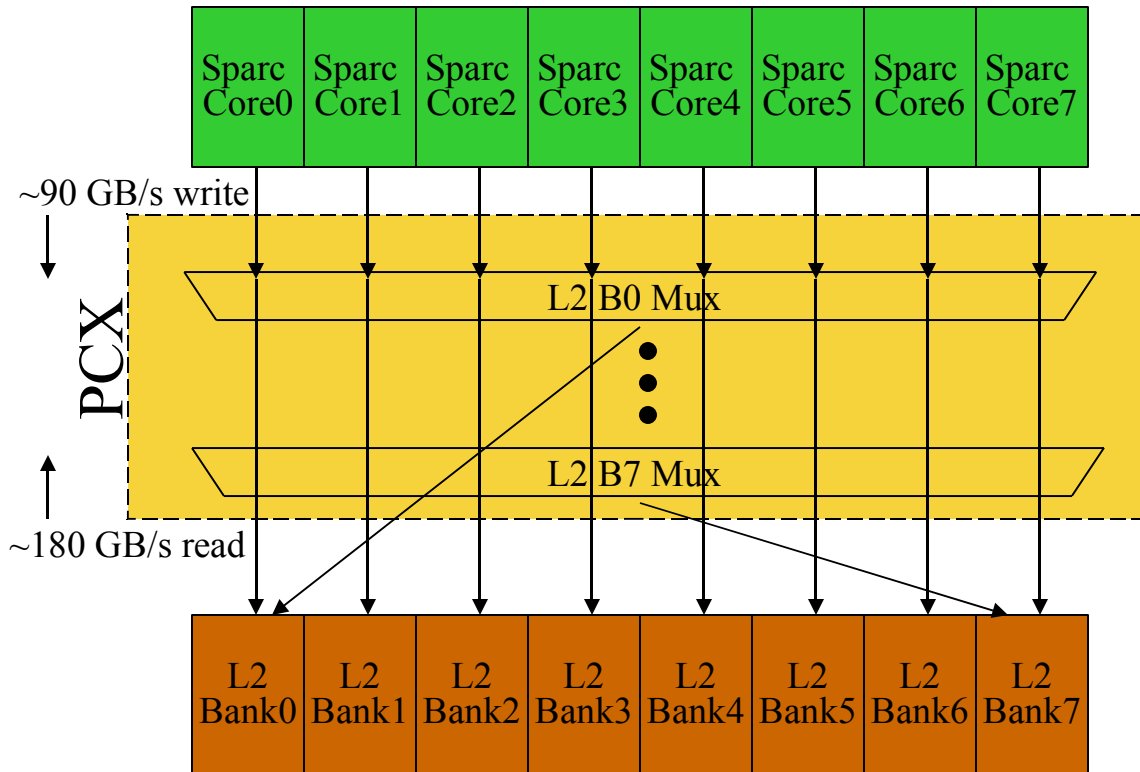 Sparc Core0
Sparc Core1
Sparc Core2
Sparc Core3
Sparc Core4
Sparc Core5
Sparc Core6
Sparc Core7
~90 GB/s write
PCX
L2 B0 Mux
L2 B7 Mux
~180 GB/s read
L2 Bank0
L2 Bank1
L2 Bank2
L2 Bank3
L2 Bank4
L2 Bank5
L2 Bank6
L2 Bank7